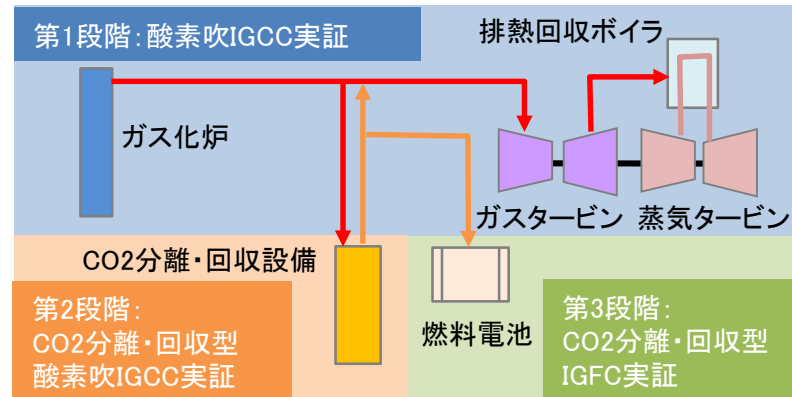 第1段階：酸素吹IGCC実証
排熱回収ボイラ
ガス化炉
ガスタービン
蒸気タービン
CO2分離・回収設備
第2段階：
CO2分離・回収型
酸素吹IGCC実証
燃料電池
第3段階：
CO2分離・回収型
IGFC実証